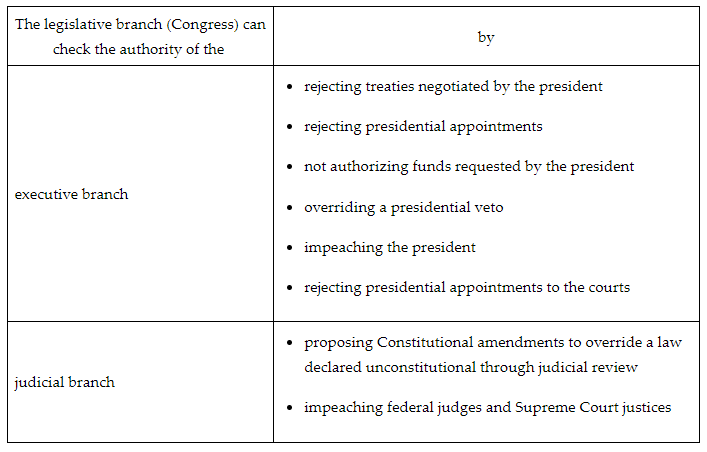 The legislative branch (Congress) can
check the authority of the
by
executive branch
• rejecting treaties negotiated by the president
• rejecting presidential appointments
• not authorizing funds requested by the president
• overriding a presidential veto
• impeaching the president
• rejecting presidential appointments to the courts
judicial branch
• proposing Constitutional amendments to override a law
declared unconstitutional through judicial review
• impeaching federal judges and Supreme Court justices